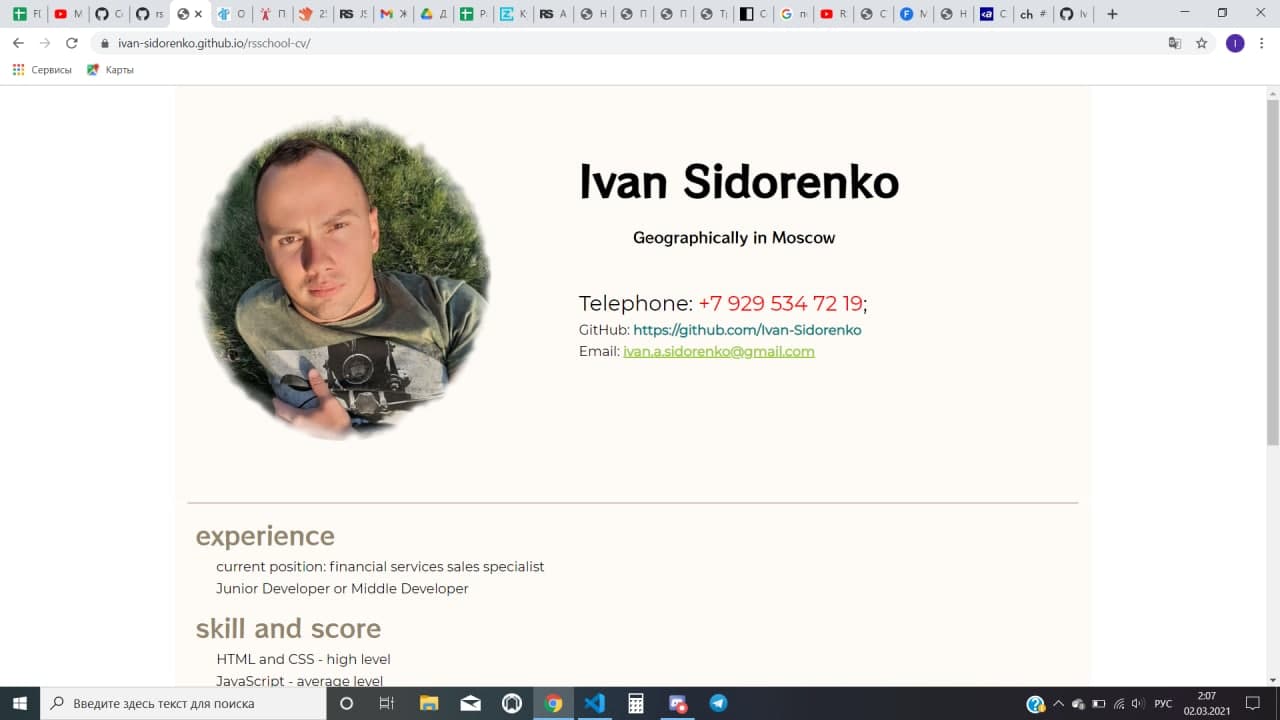 ivan-sidorenko.github.io/rsschool-cv/
Сервисы
Карты
Ivan Sidorenko
Geographically in Moscow
Telephone: +7 929 534 72 19;
GitHub: https://github.com/Ivan-Sidorenko
Email: ivan.a.sidorenko@gmail.com
experience
current position: financial services sales specialist
Junior Developer or Middle Developer
skill and score
HTML and CSS - high level
JavaScript - average level
Введите здесь текст для поиска
РУС
2:07
02.03.2021